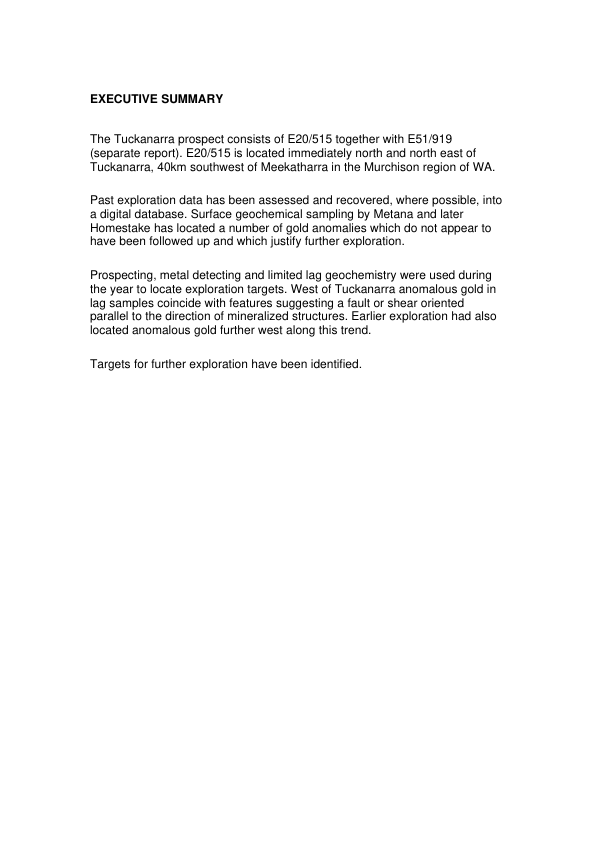 EXECUTIVE SUMMARY
The Tuckanarra prospect consists of E20/515 together with E51/919
(separate report). E20/515 is located immediately north and north east of
Tuckanarra, 40km southwest of Meekatharra in the Murchison region of WA.
Past exploration data has been assessed and recovered, where possible, into
a digital database. Surface geochemical sampling by Metana and later
Homestake has located a number of gold anomalies which do not appear to
have been followed up and which justify further exploration.
Prospecting, metal detecting and limited lag geochemistry were used during
the year to locate exploration targets. West of Tuckanarra anomalous gold in
lag samples coincide with features suggesting a fault or shear oriented
parallel to the direction of mineralized structures. Earlier exploration had also
located anomalous gold further west along this trend.
Targets for further exploration have been identified.